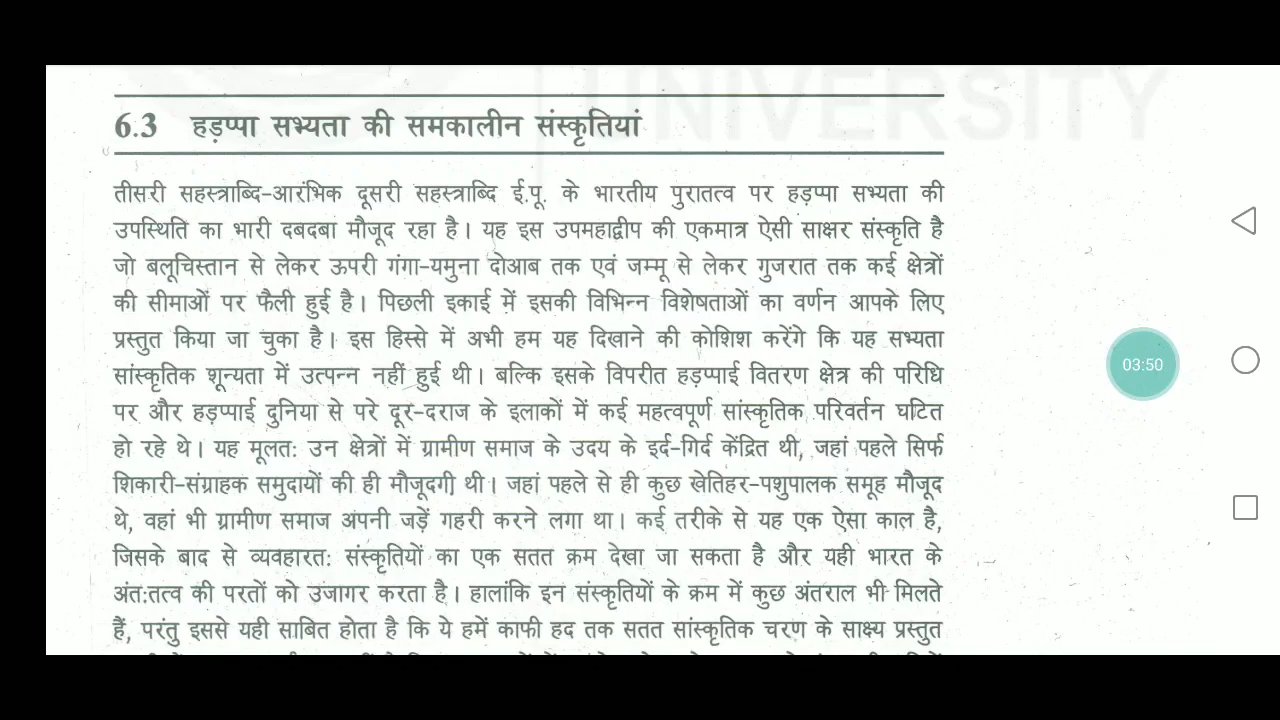 UNIVERSITY
6.3 हड़प्पा सभ्यता की समकालीन संस्कृतियां
तीसरी सहस्त्राब्दि-आरंभिक दूसरी सहस्त्राब्दि ई.पू. के भारतीय पुरातत्व पर हड़प्पा सभ्यता की
उपस्थिति का भारी दबदबा मौजूद रहा है। यह इस उपमहाद्वीप की एकमात्र ऐसी साक्षर संस्कृति है
जो बलूचिस्तान से लेकर ऊपरी गंगा-यमुना दोआब तक एवं जम्मू से लेकर गुजरात तक कई क्षेत्रों
की सीमाओं पर फैली हुई है। पिछली इकाई में इसकी विभिन्न विशेषताओं का वर्णन आपके लिए
प्रस्तुत किया जा चुका है। इस हिस्से में अभी हम यह दिखाने की कोशिश करेंगे कि यह सभ्यता
सांस्कृतिक शून्यता में उत्पन्न नहीं हुई थी। बल्कि इसके विपरीत हड़प्पाई वितरण क्षेत्र की परिधि
पर और हड़प्पाई दुनिया से परे दूर-दराज के इलाकों में कई महत्वपूर्ण सांस्कृतिक परिवर्तन घटित
हो रहे थे। यह मूलत: उन क्षेत्रों में ग्रामीण समाज के उदय के इर्द-गिर्द केंद्रित थी, जहां पहले सिर्फ
शिकारी-संग्राहक समुदायों की ही मौजूदगी थी। जहां पहले से ही कुछ खेतिहर-पशुपालक समूह मौजूद
थे, वहां भी ग्रामीण समाज अपनी जड़ें गहरी करने लगा था। कई तरीके से यह एक ऐसा काल है,
जिसके बाद से व्यवहारत: संस्कृतियों का एक सतत क्रम देखा जा सकता है और यही भारत के
अंत:तत्व की परतों को उजागर करता है। हालांकि इन संस्कृतियों के क्रम में कुछ अंतराल भी मिलते
हैं, परंतु इससे यही साबित होता है कि ये हमें काफी हद तक सतत सांस्कृतिक चरण के साक्ष्य प्रस्तुत
03:50